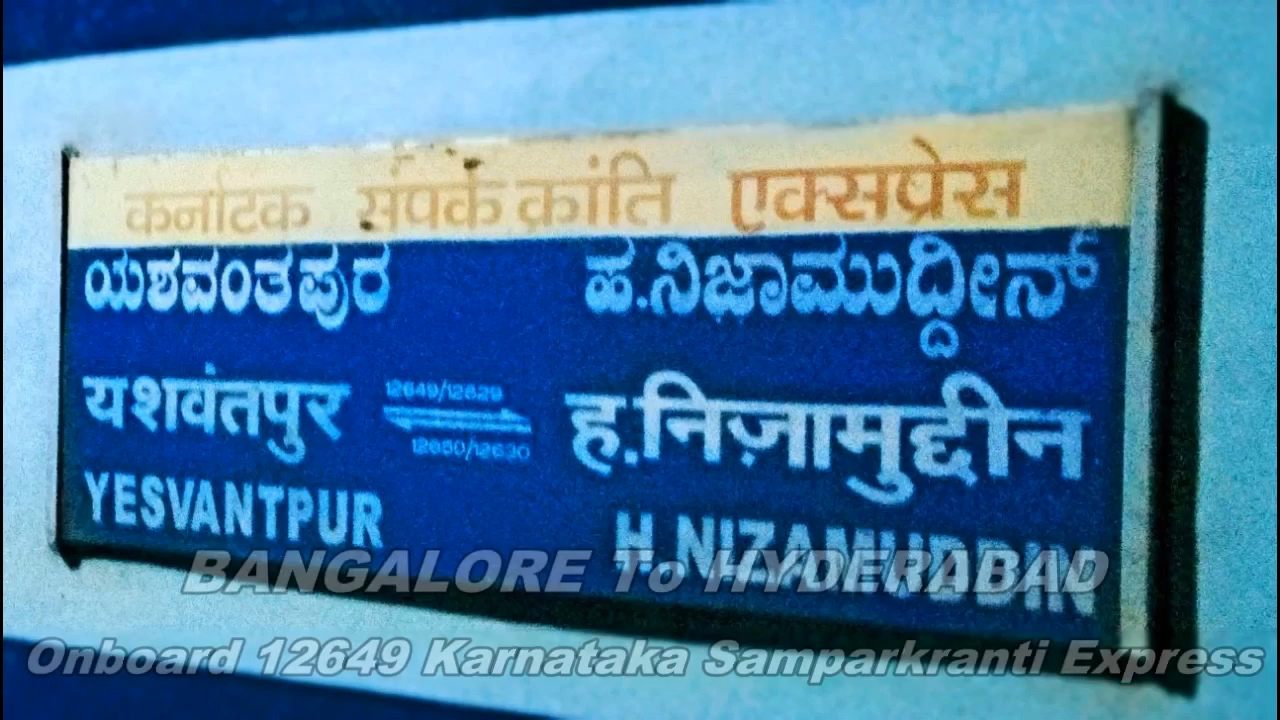 कर्नाटक संपर्क क्रांति एक्सप्रेस
ಯಶವಂತಪುರ ಹ.ನಿಜಾಮುದ್ದೀನ್
यशवंतपुर 12649/12629 ह.निज़ामुद्दीन
12650/12630
YESVANTPUR H.NIZAMUDDIN
BANGALORE To HYDERABAD
Onboard 12649 Karnataka Samparkranti Express